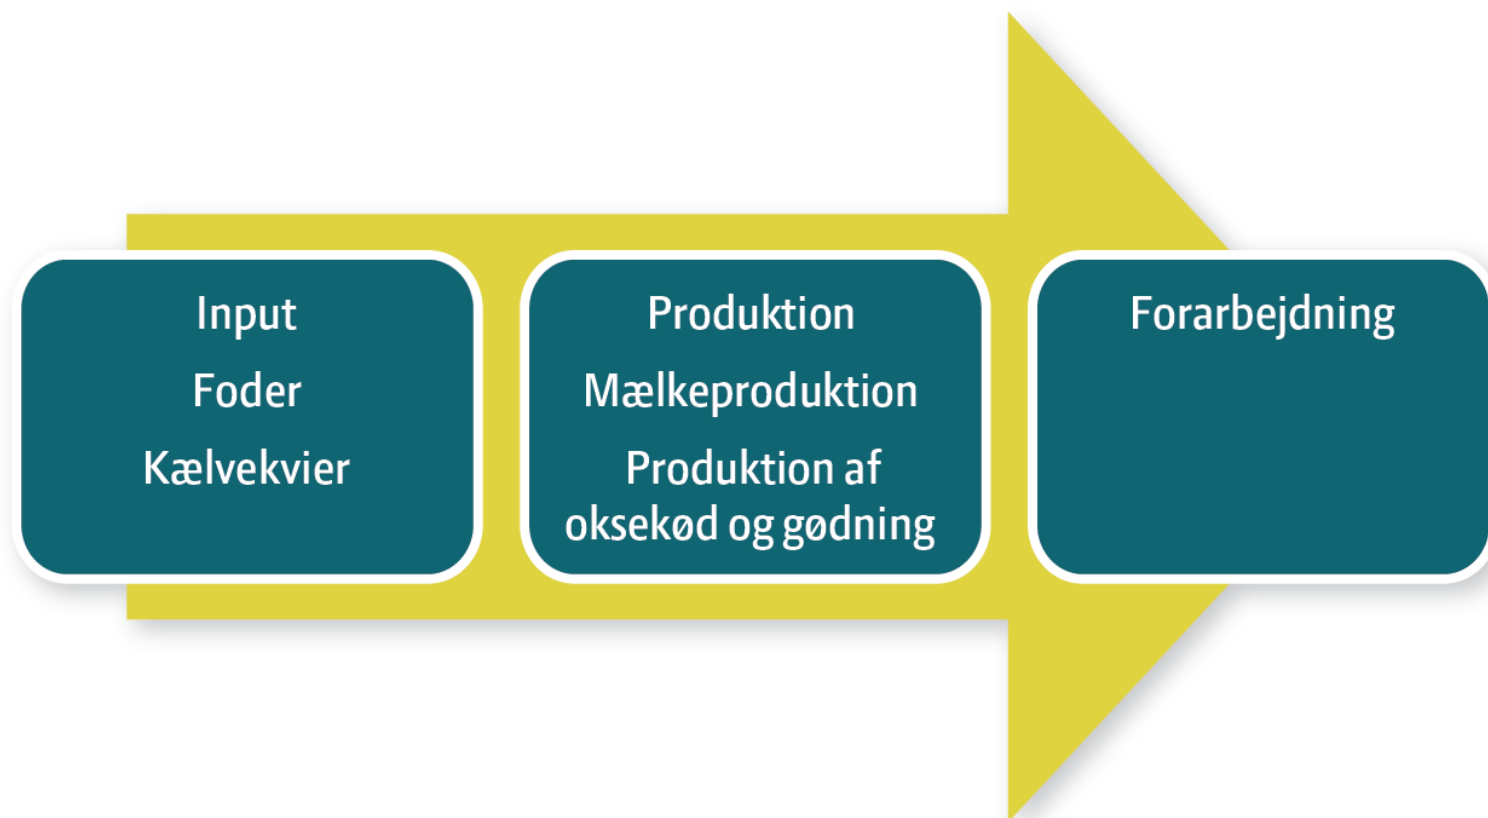 Input
Foder
Kælvekvier
Produktion
Mælkeproduktion
Produktion af
oksekød og gødning
Forarbejdning